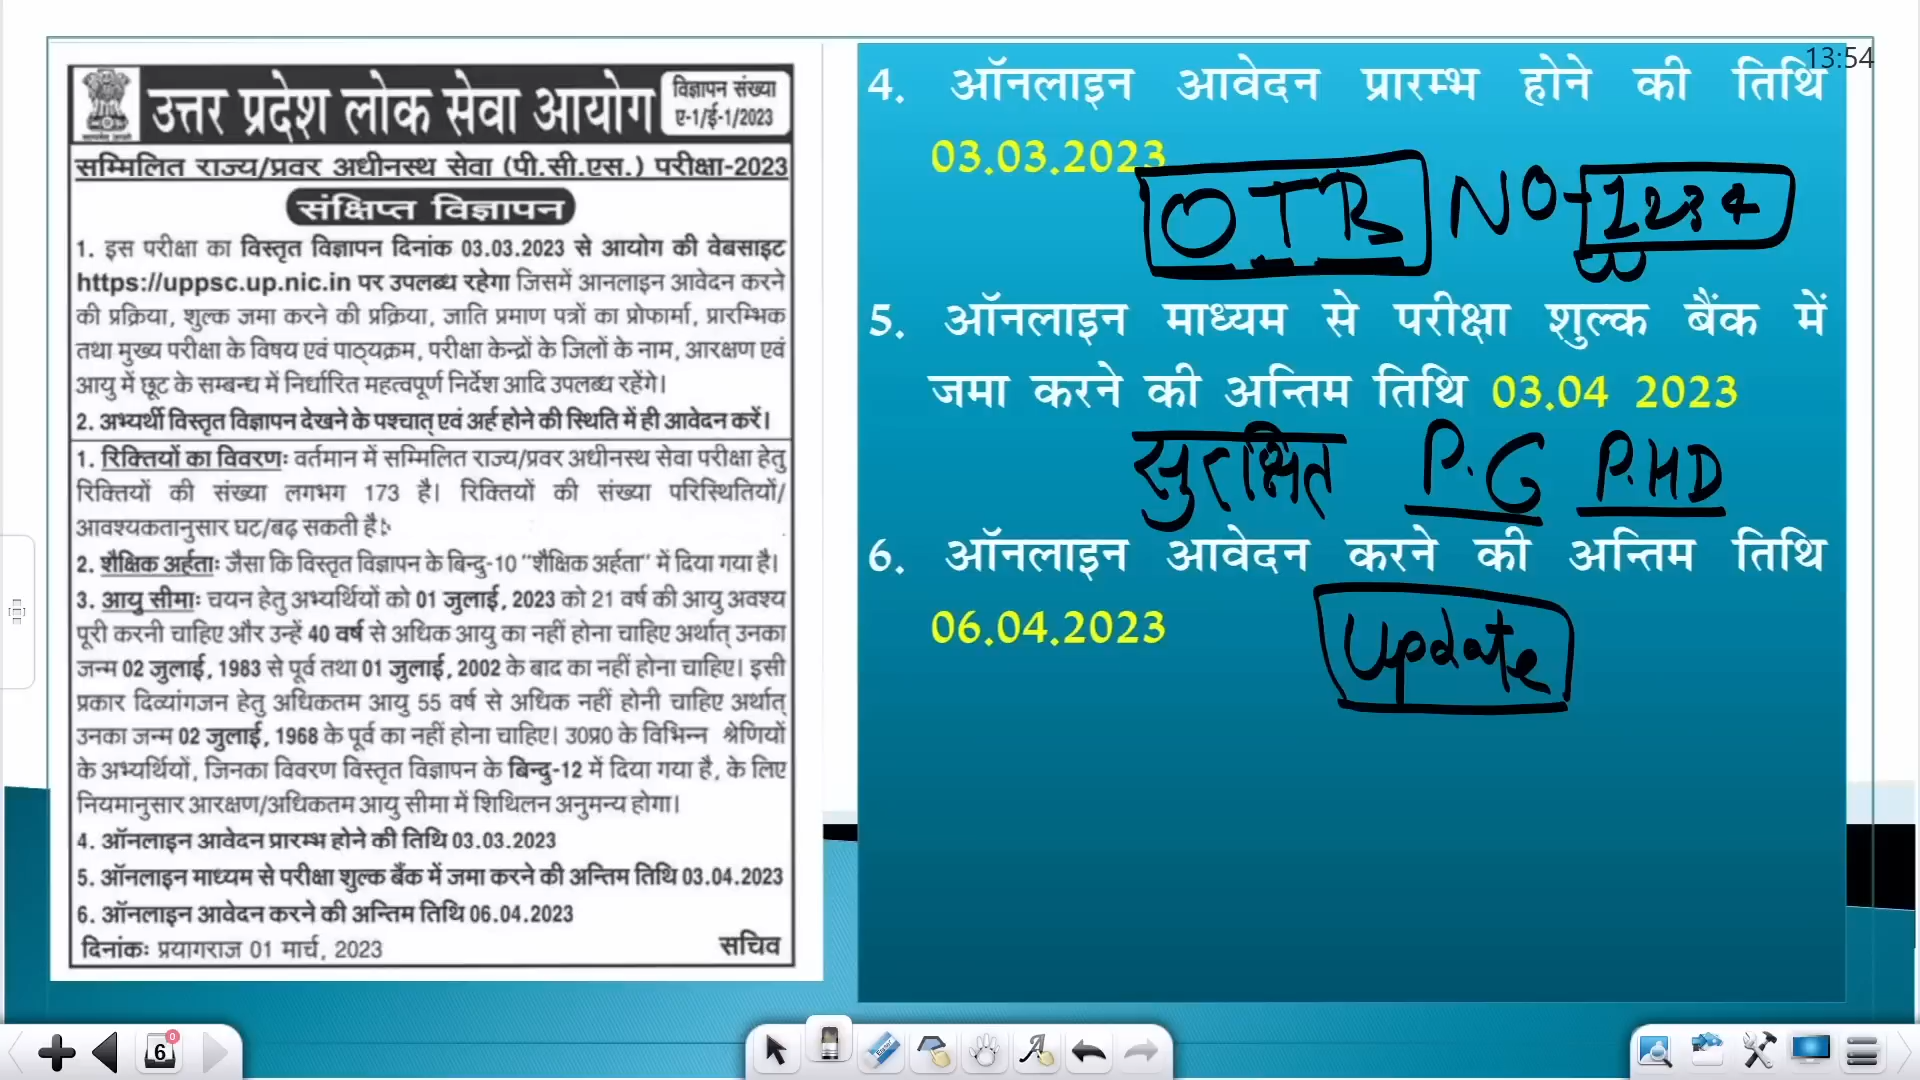 उत्तर प्रदेश लोक सेवा आयोग
विज्ञापन संख्या
ए-1/ई-1/2023
सम्मिलित राज्य/प्रवर अधीनस्थ सेवा (पी.सी.एस.) परीक्षा-2023
संक्षिप्त विज्ञापन
1. इस परीक्षा का विस्तृत विज्ञापन दिनांक 03.03.2023 से आयोग की वेबसाइट
https://uppsc.up.nic.in पर उपलब्ध रहेगा जिसमें आनलाइन आवेदन करने
की प्रक्रिया, शुल्क जमा करने की प्रक्रिया, जाति प्रमाण पत्रों का प्रोफार्मा, प्रारम्भिक
तथा मुख्य परीक्षा के विषय एवं पाठ्यक्रम, परीक्षा केन्द्रों के जिलों के नाम, आरक्षण एवं
आयु में छूट के सम्बन्ध में निर्धारित महत्वपूर्ण निर्देश आदि उपलब्ध रहेंगे।
2. अभ्यर्थी विस्तृत विज्ञापन देखने के पश्चात् एवं अर्ह होने की स्थिति में ही आवेदन करें।
1. रिक्तियों का विवरणः वर्तमान में सम्मिलित राज्य/प्रवर अधीनस्थ सेवा परीक्षा हेतु
रिक्तियों की संख्या लगभग 173 है। रिक्तियों की संख्या परिस्थितियों/
आवश्यकतानुसार घट/बढ़ सकती है।
2. शैक्षिक अर्हताः जैसा कि विस्तृत विज्ञापन के बिन्दु-10 "शैक्षिक अर्हता" में दिया गया है।
3. आयु सीमाः चयन हेतु अभ्यर्थियों को 01 जुलाई, 2023 को 21 वर्ष की आयु अवश्य
पूरी करनी चाहिए और उन्हें 40 वर्ष से अधिक आयु का नहीं होना चाहिए अर्थात् उनका
जन्म 02 जुलाई, 1983 से पूर्व तथा 01 जुलाई, 2002 के बाद का नहीं होना चाहिए। इसी
प्रकार दिव्यांगजन हेतु अधिकतम आयु 55 वर्ष से अधिक नहीं होनी चाहिए अर्थात्
उनका जन्म 02 जुलाई, 1968 के पूर्व का नहीं होना चाहिए। उ0प्र0 के विभिन्न श्रेणियों
के अभ्यर्थियों, जिनका विवरण विस्तृत विज्ञापन के बिन्दु-12 में दिया गया है, के लिए
नियमानुसार आरक्षण/अधिकतम आयु सीमा में शिथिलन अनुमन्य होगा।
4. ऑनलाइन आवेदन प्रारम्भ होने की तिथि 03.03.2023
5. ऑनलाइन माध्यम से परीक्षा शुल्क बैंक में जमा करने की अन्तिम तिथि 03.04.2023
6. ऑनलाइन आवेदन करने की अन्तिम तिथि 06.04.2023
दिनांकः प्रयागराज 01 मार्च, 2023 सचिव
13:54
4. ऑनलाइन आवेदन प्रारम्भ होने की तिथि
03.03.2023
OTR NO-1234
5. ऑनलाइन माध्यम से परीक्षा शुल्क बैंक में
जमा करने की अन्तिम तिथि 03.04 2023
सुरक्षित P.G P.HD
6. ऑनलाइन आवेदन करने की अन्तिम तिथि
06.04.2023
Update
6
0